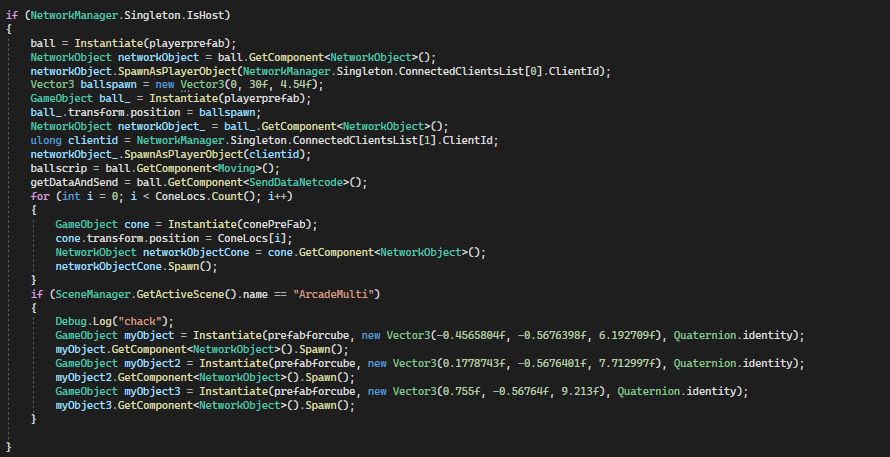 if (NetworkManager.Singleton.IsHost)
{
ball = Instantiate(playerprefab);
NetworkObject networkObject = ball.GetComponent<NetworkObject>();
networkObject.SpawnAsPlayerObject(NetworkManager.Singleton.ConnectedClientsList[0].ClientId);
Vector3 ballspawn = new Vector3(0, 30f, 4.54f);
GameObject ball_ = Instantiate(playerprefab);
ball_.transform.position = ballspawn;
NetworkObject networkObject_ = ball_.GetComponent<NetworkObject>();
ulong clientid = NetworkManager.Singleton.ConnectedClientsList[1].ClientId;
networkObject_.SpawnAsPlayerObject(clientid);
ballscrip = ball.GetComponent<Moving>();
getDataAndSend = ball.GetComponent<SendDataNetcode>();
for (int i = 0; i < ConeLocs.Count(); i++)
{
GameObject cone = Instantiate(conePreFab);
cone.transform.position = ConeLocs[i];
NetworkObject networkObjectCone = cone.GetComponent<NetworkObject>();
networkObjectCone.Spawn();
}
if (SceneManager.GetActiveScene().name == "ArcadeMulti")
{
Debug.Log("chack");
GameObject myObject = Instantiate(prefabforcube, new Vector3(-0.4565804f, -0.5676398f, 6.192709f), Quaternion.identity);
myObject.GetComponent<NetworkObject>().Spawn();
GameObject myObject2 = Instantiate(prefabforcube, new Vector3(0.1778743f, -0.5676401f, 7.712997f), Quaternion.identity);
myObject2.GetComponent<NetworkObject>().Spawn();
GameObject myObject3 = Instantiate(prefabforcube, new Vector3(0.755f, -0.56764f, 9.213f), Quaternion.identity);
myObject3.GetComponent<NetworkObject>().Spawn();
}
}